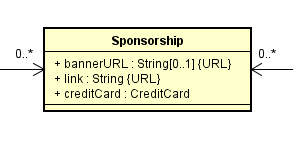 Sponsorship
0..* 0..*
+ bannerURL : String[0..1] {URL}
+ link : String {URL}
+ creditCard : CreditCard